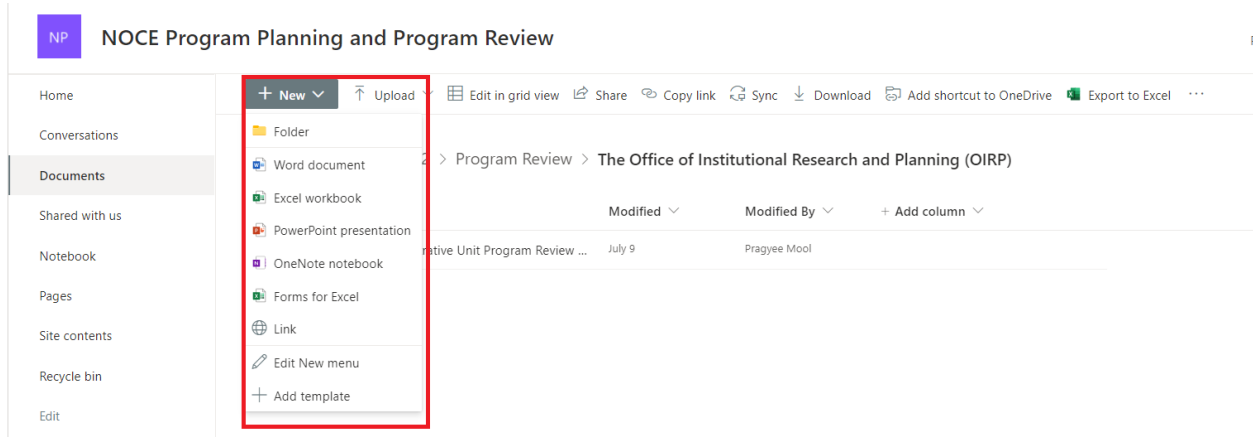 NP NOCE Program Planning and Program Review
Home
Conversations
Documents
Shared with us
Notebook
Pages
Site contents
Recycle bin
Edit
+ New Upload Edit in grid view Share Copy link Sync Download Add shortcut to OneDrive Export to Excel ···
Folder
Word document
Excel workbook
PowerPoint presentation
OneNote notebook
Forms for Excel
Link
Edit New menu
+ Add template
> Program Review > The Office of Institutional Research and Planning (OIRP)
Modified Modified By + Add column
Unit Program Review ... July 9 Pragyee Mool